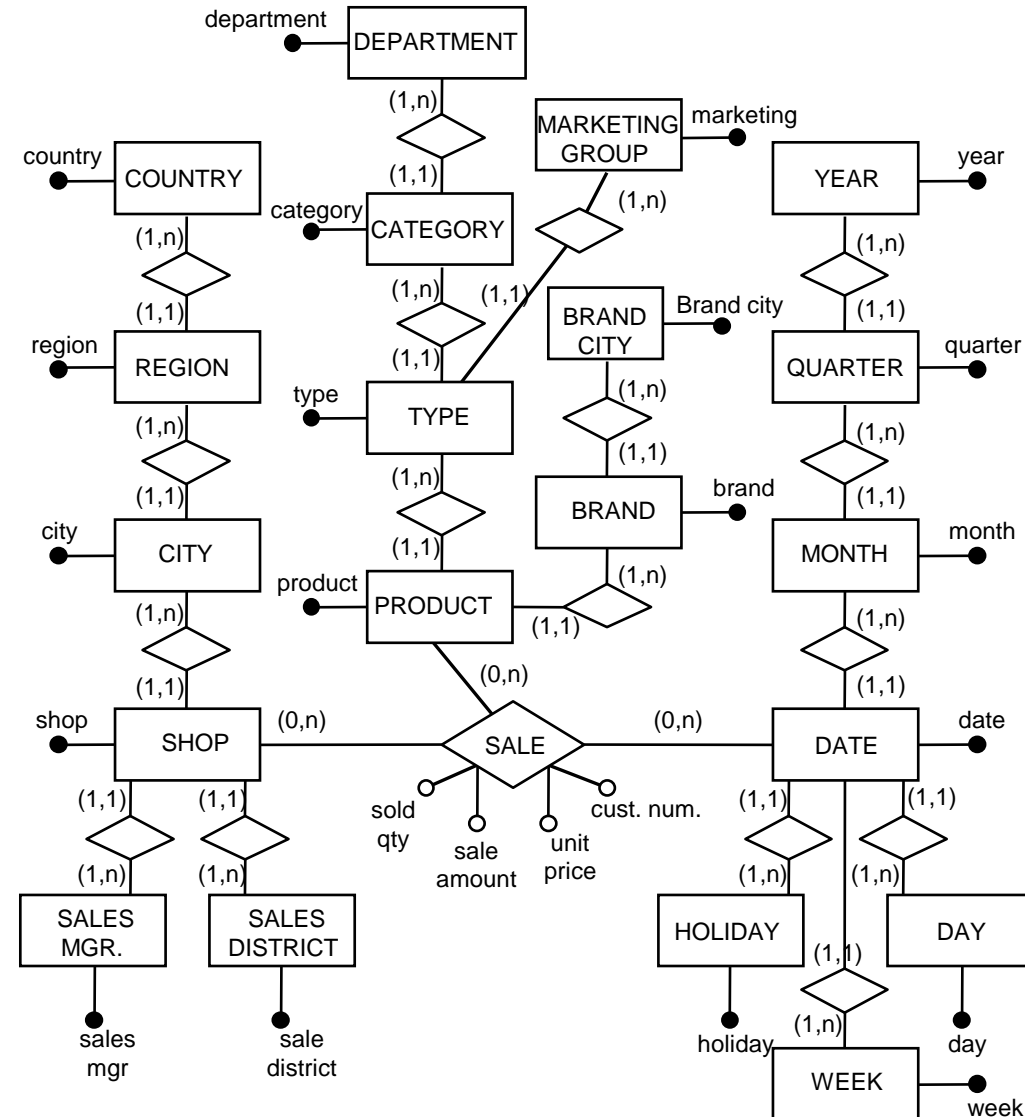 department
DEPARTMENT
(1,n)
MARKETING
GROUP
marketing
country
COUNTRY
(1,1)
(1,n)
YEAR
year
category
CATEGORY
(1,n)
(1,n)
(1,n)
(1,1)
(1,1)
(1,1)
region
REGION
type
TYPE
(1,1)
BRAND
CITY
Brand city
QUARTER
quarter
(1,n)
(1,n)
(1,n)
(1,n)
(1,1)
(1,1)
(1,1)
city
CITY
product
PRODUCT
(1,1)
BRAND
brand
MONTH
month
(1,n)
(1,1)
(1,n)
(1,n)
(1,1)
(0,n)
(1,1)
shop
SHOP
(0,n)
SALE
(0,n)
DATE
date
(1,1)
(1,1)
sold
qty
sale
amount
unit
price
cust. num.
(1,1)
(1,1)
(1,n)
(1,n)
(1,n)
(1,n)
SALES
MGR.
SALES
DISTRICT
HOLIDAY
(1,1)
DAY
sales
mgr
sale
district
holiday
(1,n)
day
WEEK
week